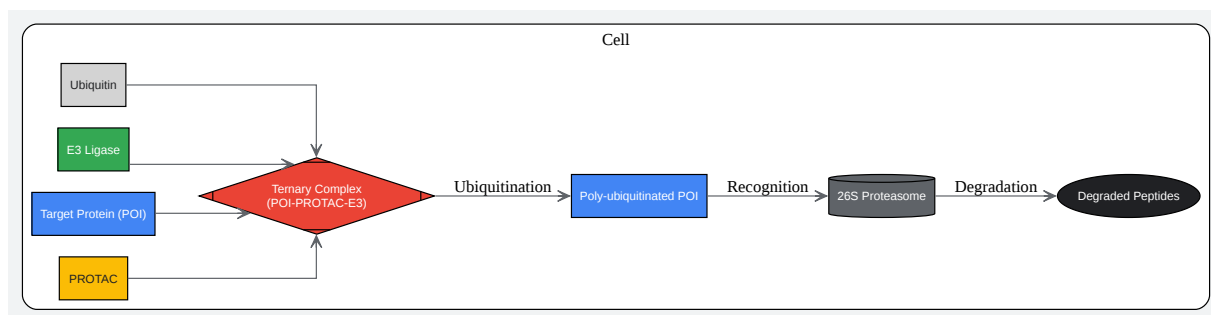 Cell
Ubiquitin
E3 Ligase
Target Protein (POI)
PROTAC
Ternary Complex
(POI-PROTAC-E3)
Ubiquitination
Poly-ubiquitinated POI
Recognition
26S Proteasome
Degradation
Degraded Peptides